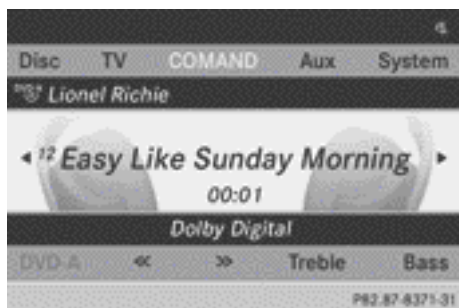 Disc TV COMAND Aux System
Lionel Richie
12 Easy Like Sunday Morning
00:01
Dolby Digital
DVD-A << >> Treble Bass
P82.87-8371-31